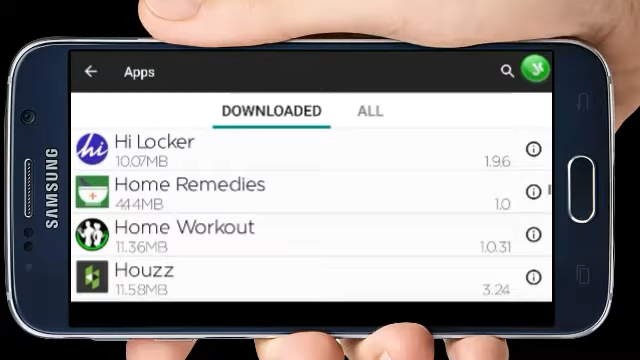 Apps
DOWNLOADED ALL
hi Hi Locker
10.07MB 1.9.6
Home Remedies
4.44MB 1.0
Home Workout
11.36MB 1.0.31
Houzz
11.58MB 3.24
SAMSUNG